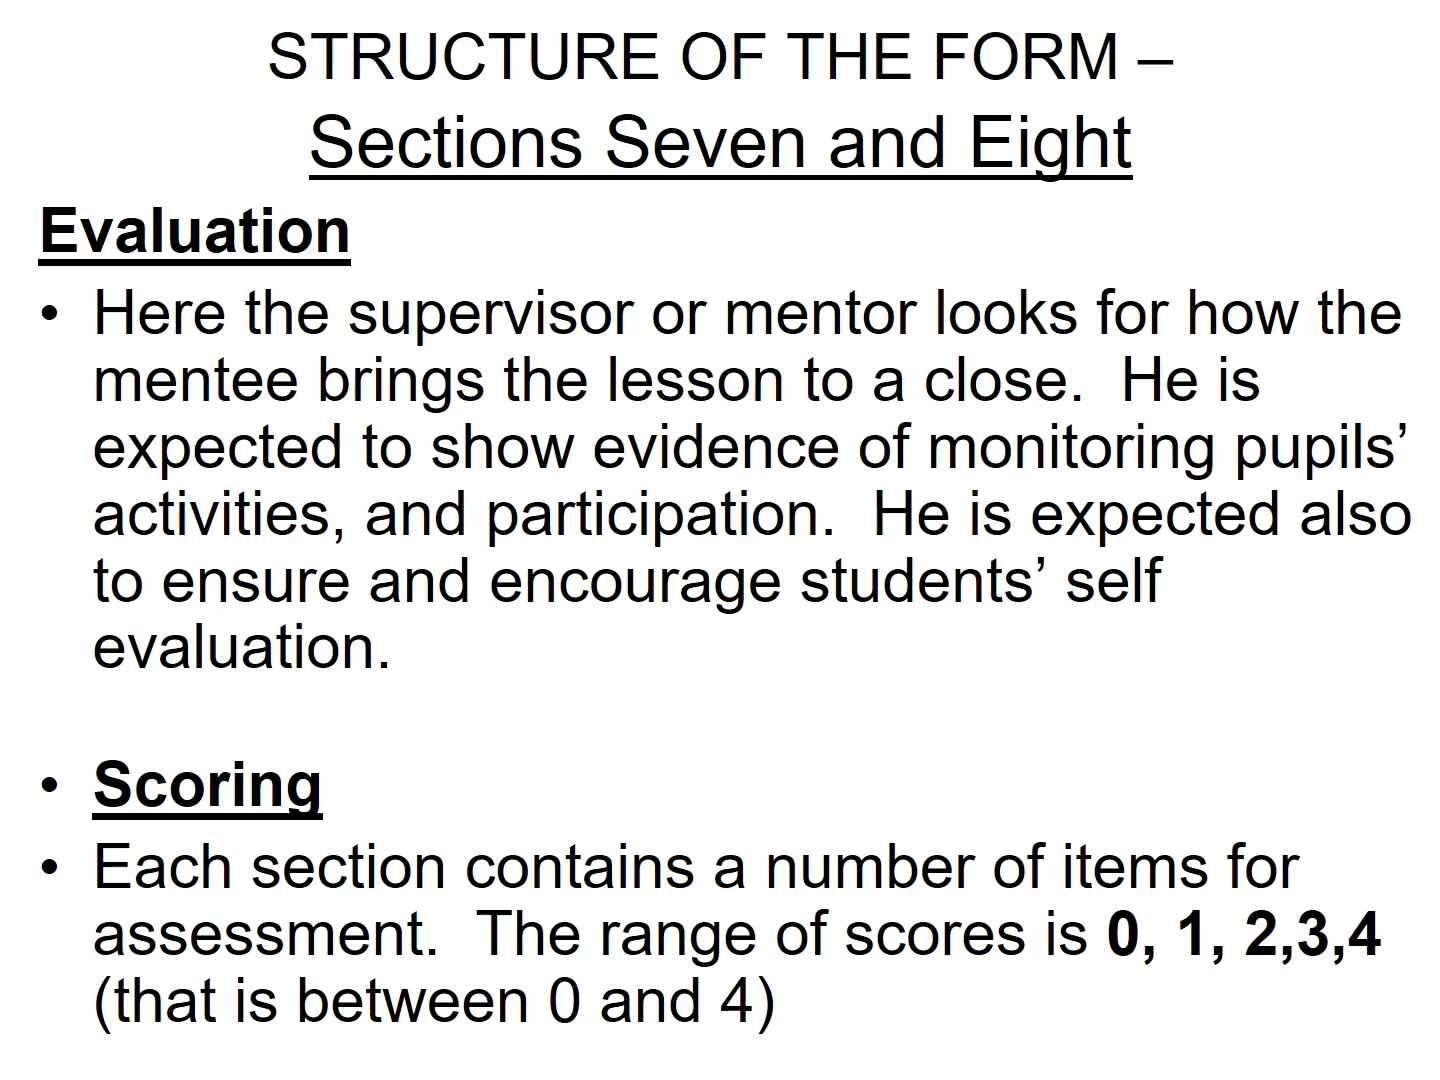 STRUCTURE OF THE FORM –
Sections Seven and Eight
Evaluation
• Here the supervisor or mentor looks for how the
mentee brings the lesson to a close.  He is
expected to show evidence of monitoring pupils’
activities, and participation.  He is expected also
to ensure and encourage students’ self
evaluation.
• Scoring
• Each section contains a number of items for
assessment.  The range of scores is 0, 1, 2,3,4
(that is between 0 and 4)